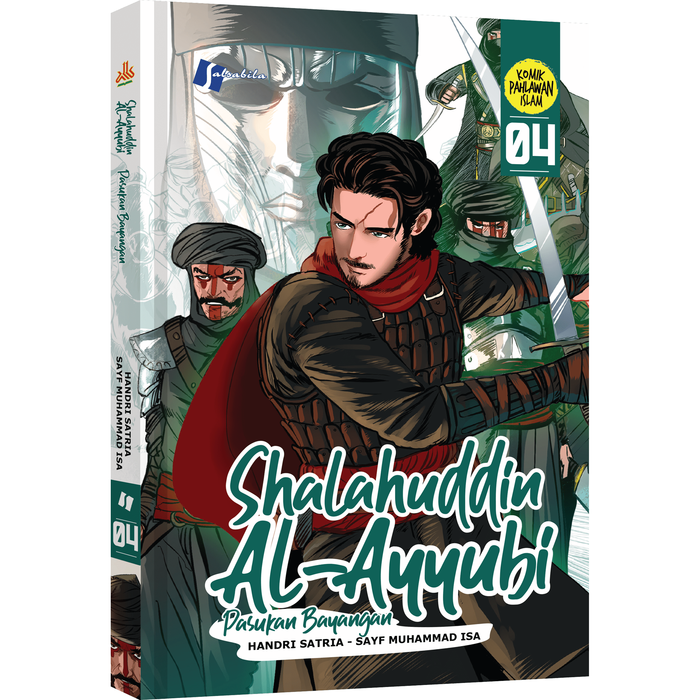 Salsabila
KOMIK
PAHLAWAN
ISLAM
04
Shalahuddin
Al-Ayyubi
Pasukan Bayangan
HANDRI SATRIA - SAYF MUHAMMAD ISA
Shalahuddin
Al-Ayyubi
Pasukan Bayangan
HANDRI SATRIA
SAYF MUHAMMAD ISA
04